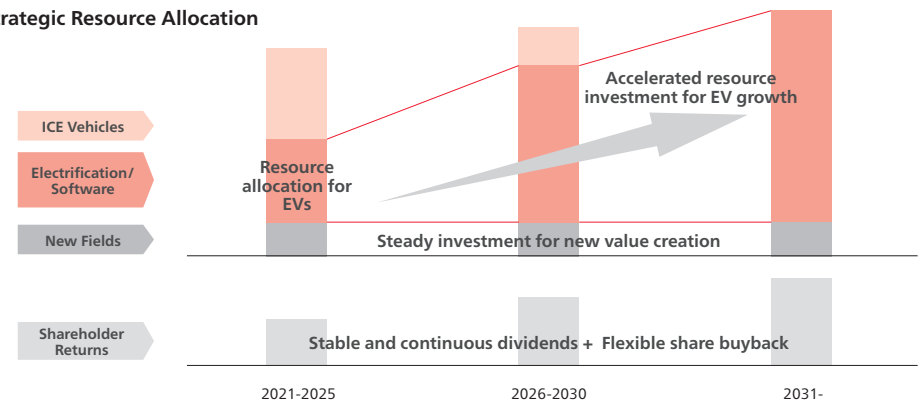 rategic Resource Allocation
Accelerated resource
investment for EV growth
ICE Vehicles
Electrification/
Software
Resource
allocation for
EVs
New Fields
Steady investment for new value creation
Shareholder
Returns
Stable and continuous dividends + Flexible share buyback
2021-2025
2026-2030
2031-